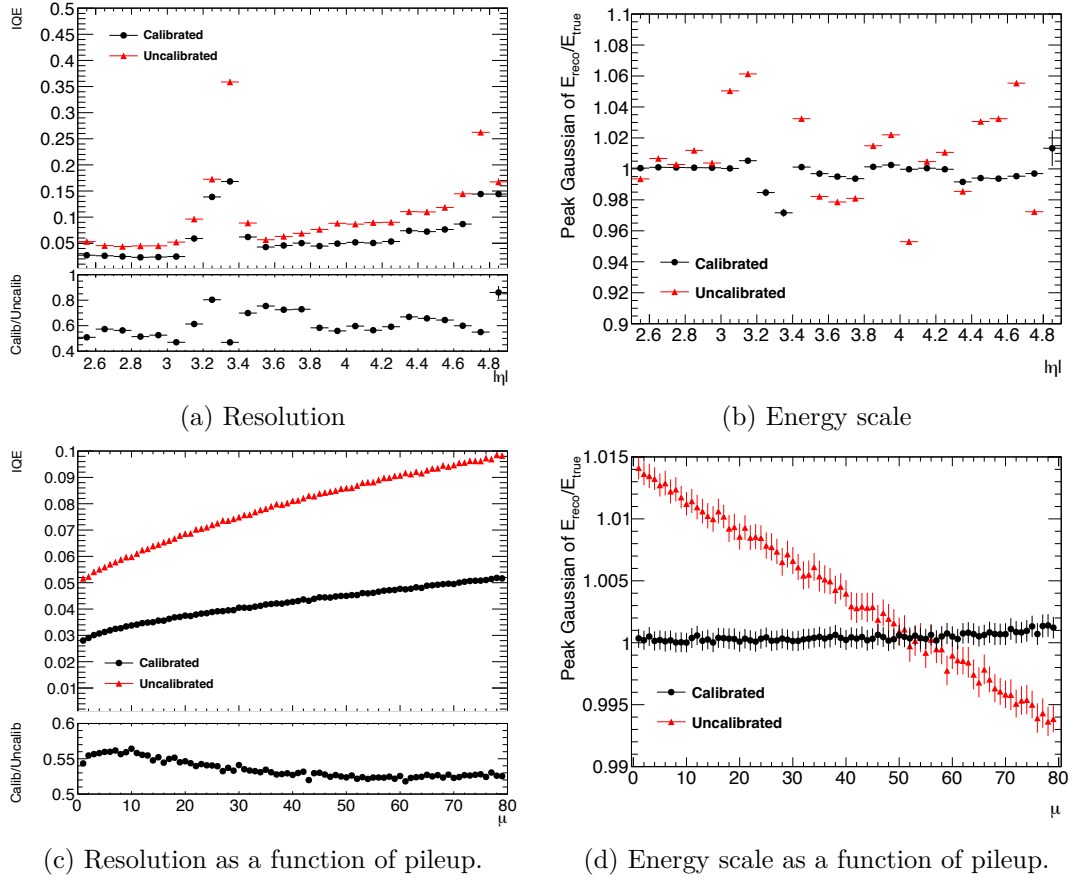 IQE
0.5
0.45
0.4
0.35
0.3
0.25
0.2
0.15
0.1
0.05
Calibrated
Uncalibrated
Calib/Uncalib
1
0.8
0.6
0.4
2.6 2.8 3 3.2 3.4 3.6 3.8 4 4.2 4.4 4.6 4.8
|η|
(a) Resolution
Peak Gaussian of E_reco/E_true
1.1
1.08
1.06
1.04
1.02
1
0.98
0.96
0.94
0.92
0.9
Calibrated
Uncalibrated
2.6 2.8 3 3.2 3.4 3.6 3.8 4 4.2 4.4 4.6 4.8
|η|
(b) Energy scale
IQE
0.1
0.09
0.08
0.07
0.06
0.05
0.04
0.03
0.02
0.01
Calibrated
Uncalibrated
Calib/Uncalib
0.6
0.55
0.5
0 10 20 30 40 50 60 70 80
μ
(c) Resolution as a function of pileup.
Peak Gaussian of E_reco/E_true
1.015
1.01
1.005
1
0.995
0.99
Calibrated
Uncalibrated
0 10 20 30 40 50 60 70 80
μ
(d) Energy scale as a function of pileup.